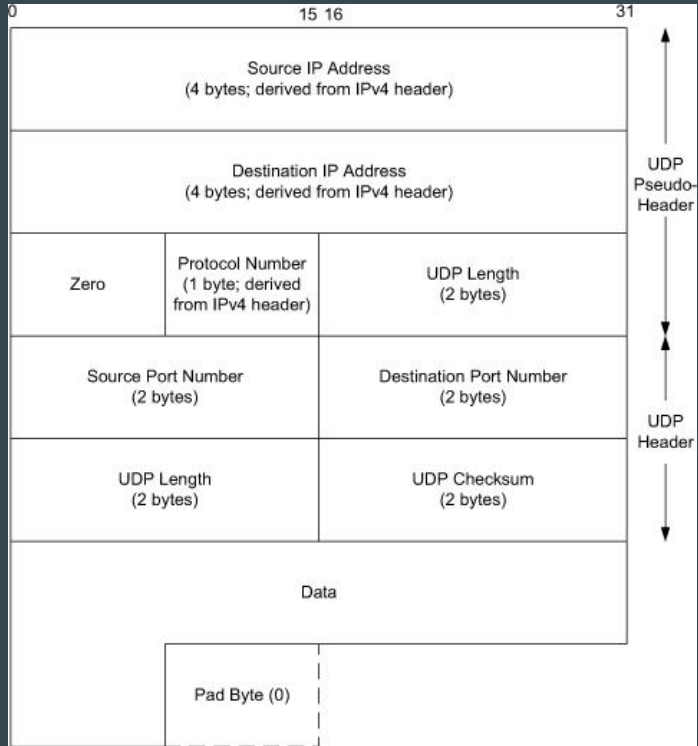 0
15 16
31
Source IP Address
(4 bytes; derived from IPv4 header)
Destination IP Address
(4 bytes; derived from IPv4 header)
UDP
Pseudo-
Header
Zero
Protocol Number
(1 byte; derived
from IPv4 header)
UDP Length
(2 bytes)
Source Port Number
(2 bytes)
Destination Port Number
(2 bytes)
UDP
Header
UDP Length
(2 bytes)
UDP Checksum
(2 bytes)
Data
Pad Byte (0)